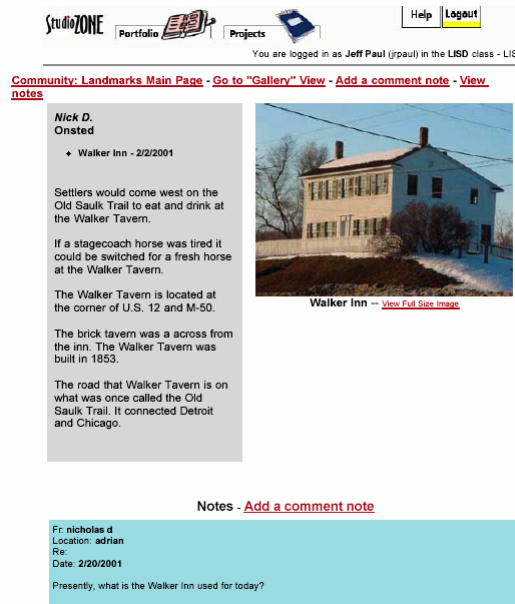 StudioZONE
Portfolio
Projects
Help
Logout
You are logged in as Jeff Paul (jrpaul) in the LISD class - LIS
Community: Landmarks Main Page - Go to "Gallery" View - Add a comment note - View
notes
Nick D.
Onsted
Walker Inn - 2/2/2001
Settlers would come west on the
Old Saulk Trail to eat and drink at
the Walker Tavern.
If a stagecoach horse was tired it
could be switched for a fresh horse
at the Walker Tavern.
The Walker Tavern is located at
the corner of U.S. 12 and M-50.
The brick tavern was a across from
the inn. The Walker Tavern was
built in 1853.
The road that Walker Tavern is on
what was once called the Old
Saulk Trail. It connected Detroit
and Chicago.
Walker Inn -- View Full Size Image
Notes - Add a comment note
Fr: nicholas d
Location: adrian
Re:
Date: 2/20/2001
Presently, what is the Walker Inn used for today?